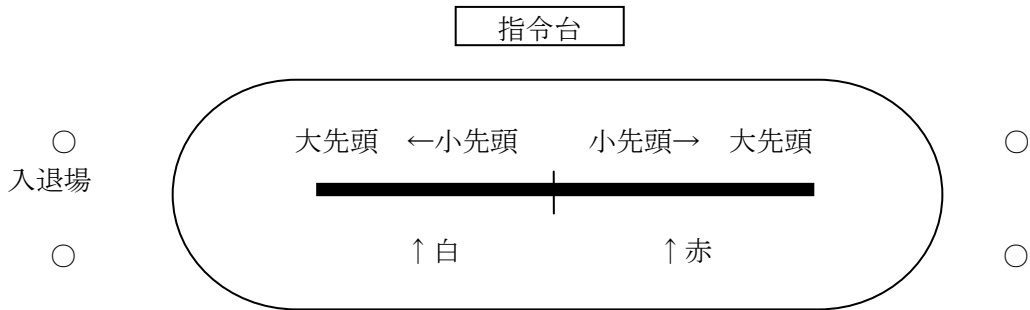 指令台
○ ○
大先頭 ←小先頭 小先頭→ 大先頭
入退場
○ ↑白 ↑赤 ○